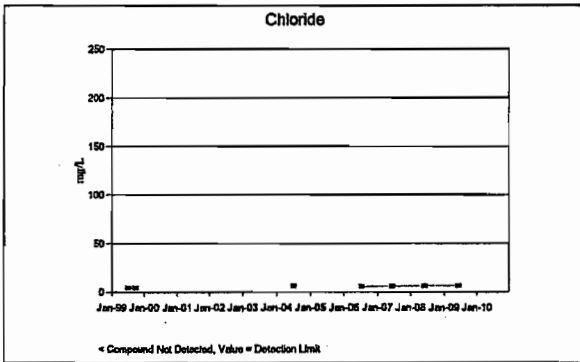 Chloride
250
200
150
100
50
0
mg/L
Jan-99 Jan-00 Jan-01 Jan-02 Jan-03 Jan-04 Jan-05 Jan-06 Jan-07 Jan-08 Jan-09 Jan-10
< Compound Not Detected, Value = Detection Limit